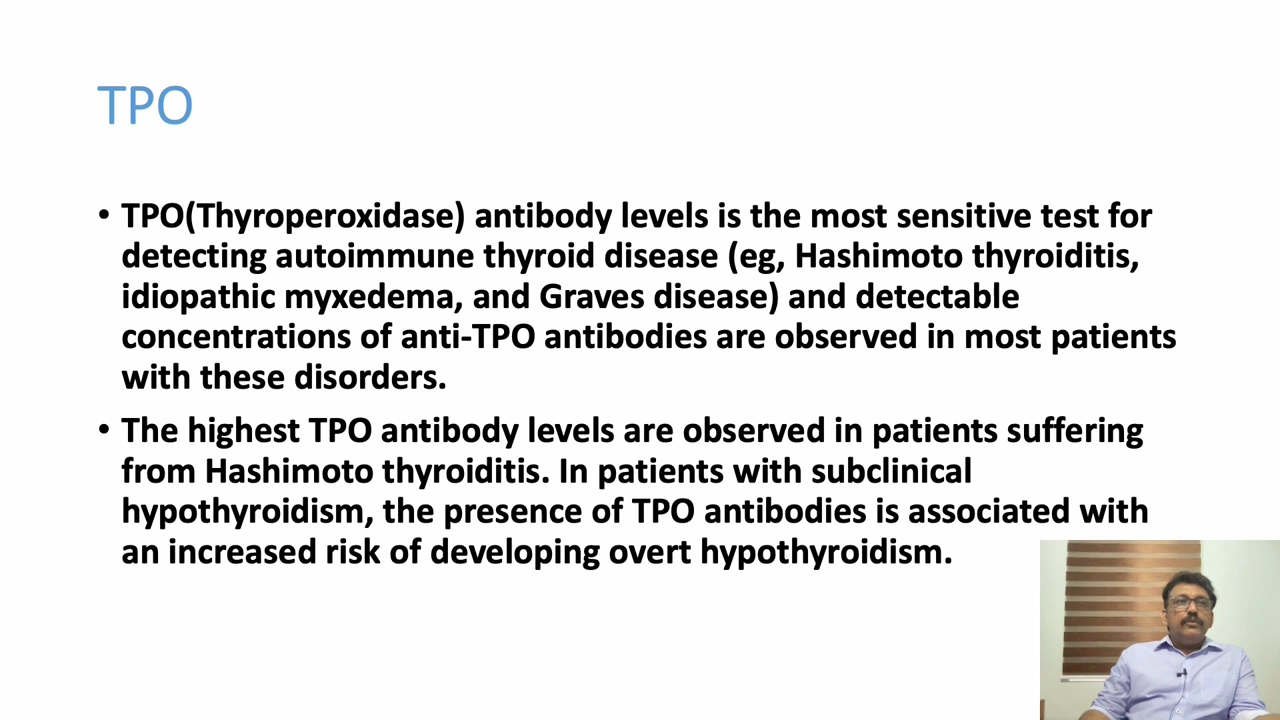 TPO
• TPO(Thyroperoxidase) antibody levels is the most sensitive test for
detecting autoimmune thyroid disease (eg, Hashimoto thyroiditis,
idiopathic myxedema, and Graves disease) and detectable
concentrations of anti-TPO antibodies are observed in most patients
with these disorders.
• The highest TPO antibody levels are observed in patients suffering
from Hashimoto thyroiditis. In patients with subclinical
hypothyroidism, the presence of TPO antibodies is associated with
an increased risk of developing overt hypothyroidism.